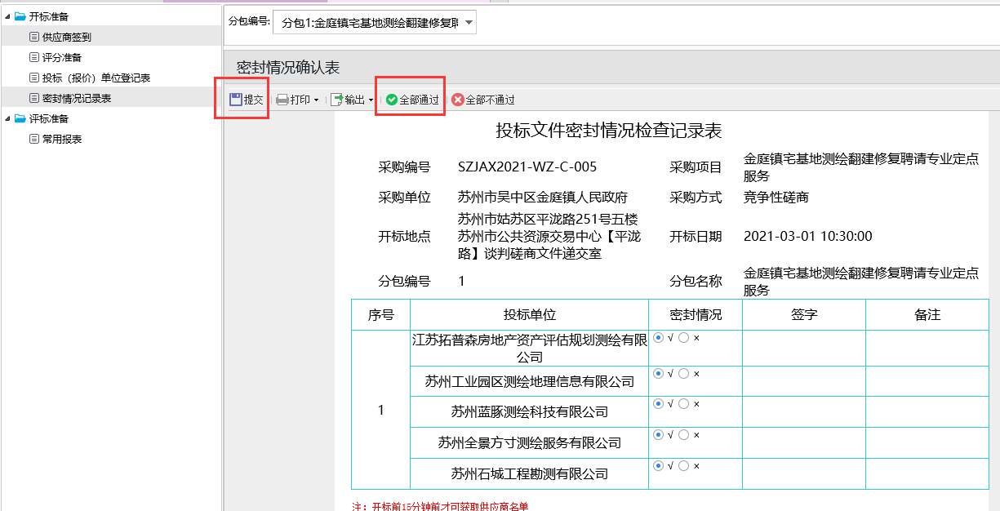 开标准备
供应商签到
评分准备
投标（报价）单位登记表
密封情况记录表
评标准备
常用报表
分包编号:
分包1:金庭镇宅基地测绘翻建修复聘
密封情况确认表
提交 打印 输出 全部通过 全部不通过
投标文件密封情况检查记录表
采购编号 SZJAX2021-WZ-C-005 采购项目 金庭镇宅基地测绘翻建修复聘请专业定点
服务
采购单位 苏州市吴中区金庭镇人民政府 采购方式 竞争性磋商
开标地点 苏州市姑苏区平泷路251号五楼
苏州市公共资源交易中心【平泷
路】谈判磋商文件递交室
开标日期 2021-03-01 10:30:00
分包编号 1 分包名称 金庭镇宅基地测绘翻建修复聘请专业定点
服务
序号 投标单位 密封情况 签字 备注
1
江苏拓普森房地产资产评估规划测绘有限
公司
√ ×
苏州工业园区测绘地理信息有限公司 √ ×
苏州蓝豚测绘科技有限公司 √ ×
苏州全景方寸测绘服务有限公司 √ ×
苏州石城工程勘测有限公司 √ ×
注：开标前15分钟前才可获取供应商名单